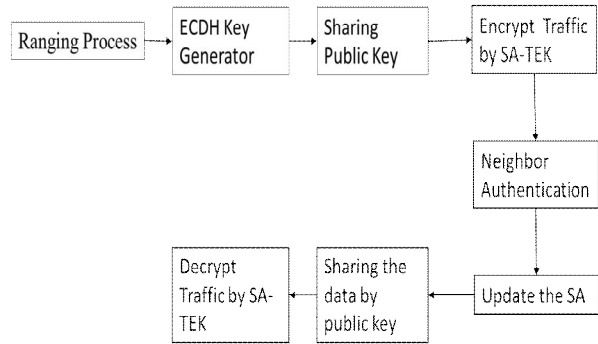 Ranging Process
ECDH Key
Generator
Sharing
Public Key
Encrypt Traffic
by SA-TEK
Neighbor
Authentication
Update the SA
Sharing the
data by
public key
Decrypt
Traffic by SA-
TEK